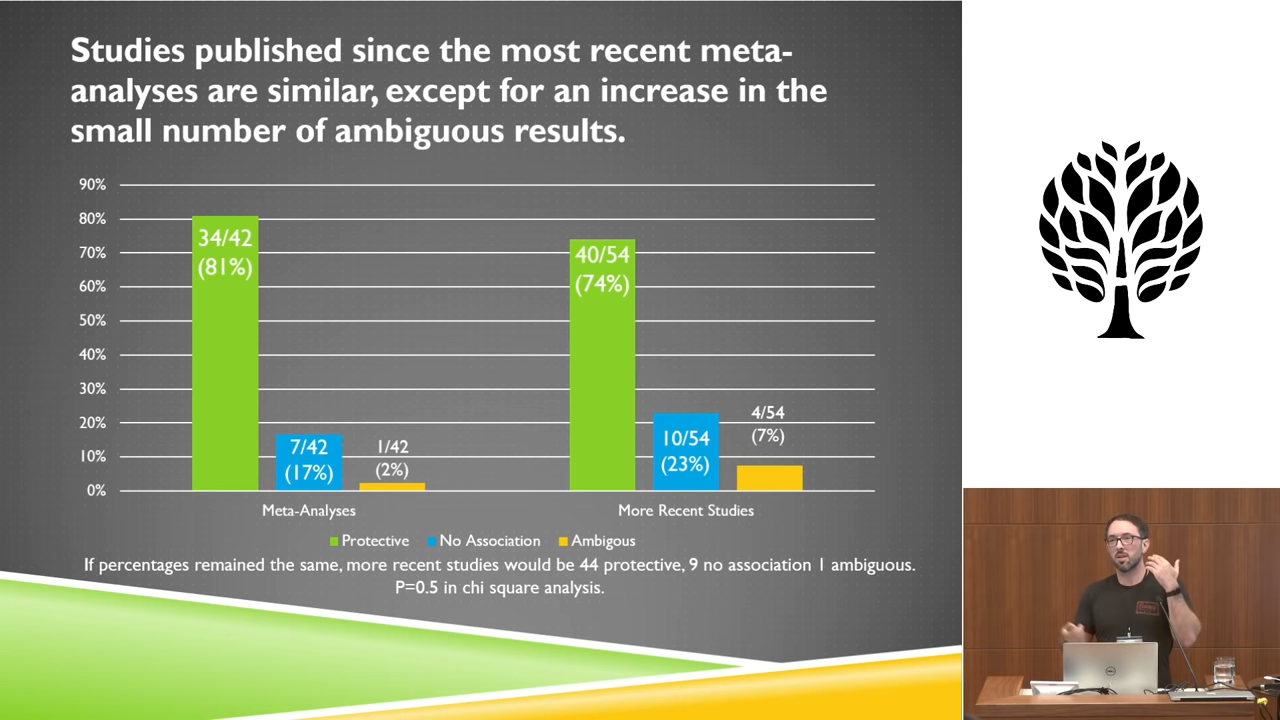 Studies published since the most recent meta-
analyses are similar, except for an increase in the
small number of ambiguous results.
90%
80%
70%
60%
50%
40%
30%
20%
10%
0%
34/42
(81%)
7/42
(17%)
1/42
(2%)
40/54
(74%)
10/54
(23%)
4/54
(7%)
Meta-Analyses
More Recent Studies
Protective
No Association
Ambigous
If percentages remained the same, more recent studies would be 44 protective, 9 no association 1 ambiguous.
P=0.5 in chi square analysis.